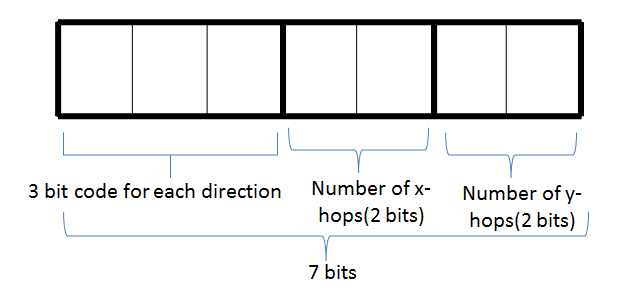 3 bit code for each direction
Number of x-
hops(2 bits)
Number of y-
hops(2 bits)
7 bits